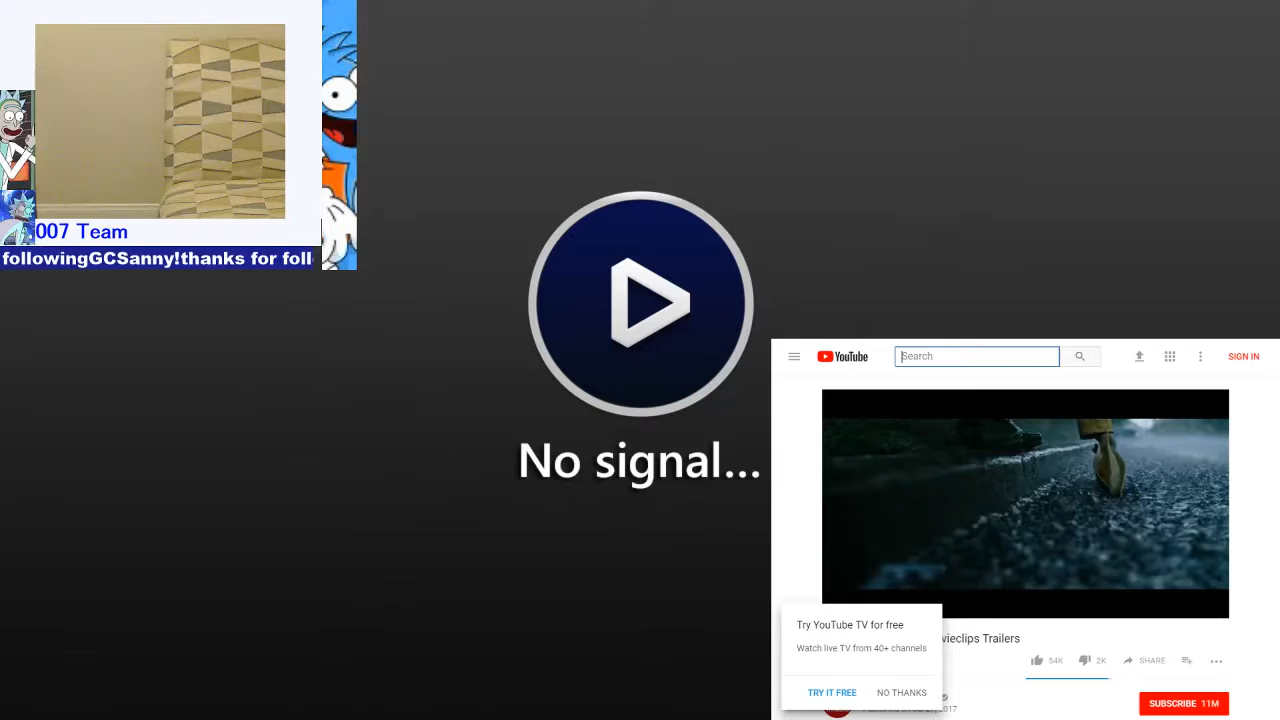 007 Team
followingGCSanny!thanks for foll
No signal...
YouTube
Search
SIGN IN
Try YouTube TV for free
Watch live TV from 40+ channels
TRY IT FREE
NO THANKS
vieclips Trailers
54K
2K
SHARE
2017
SUBSCRIBE 11M